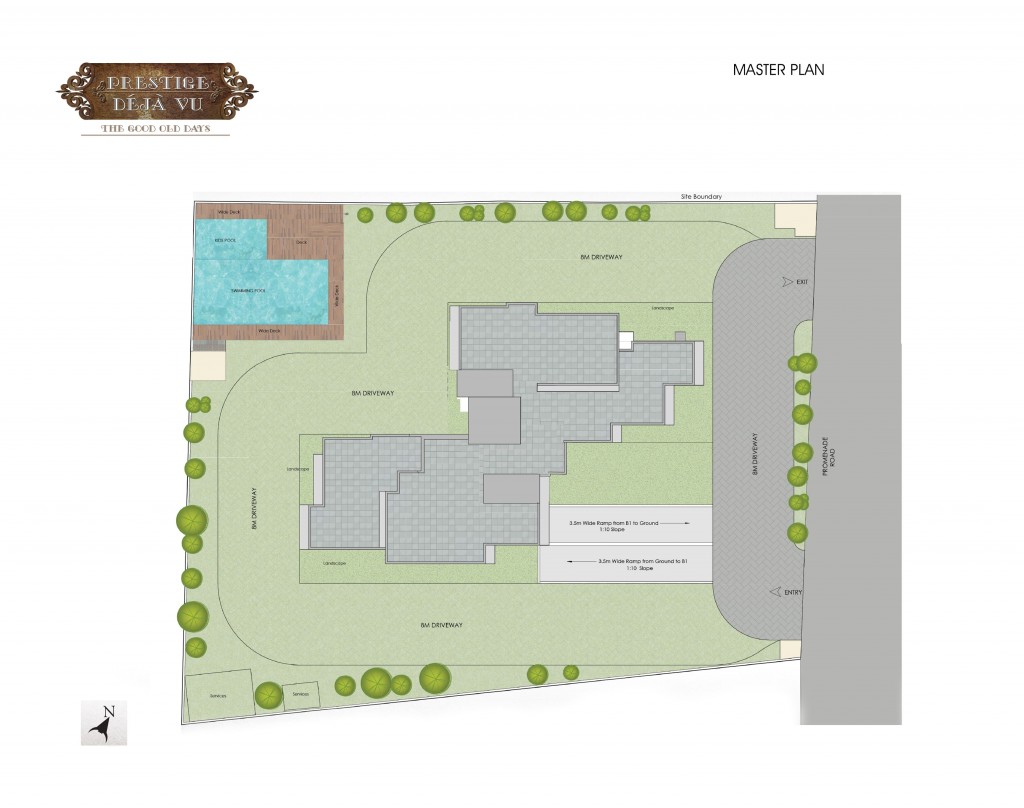 PRESTIGE
DÉJÀ VU
THE GOOD OLD DAYS
MASTER PLAN
Site Boundary
Wide Deck
KIDS POOL
Deck
SWIMMING POOL
Wide Deck
Wide Deck
8M DRIVEWAY
EXIT
Landscape
8M DRIVEWAY
8M DRIVEWAY
PROMENADE
ROAD
Landscape
8M DRIVEWAY
3.5m Wide Ramp from B1 to Ground
1:10 Slope
Landscape
3.5m Wide Ramp from Ground to B1
1:10 Slope
ENTRY
8M DRIVEWAY
Services
Services
N